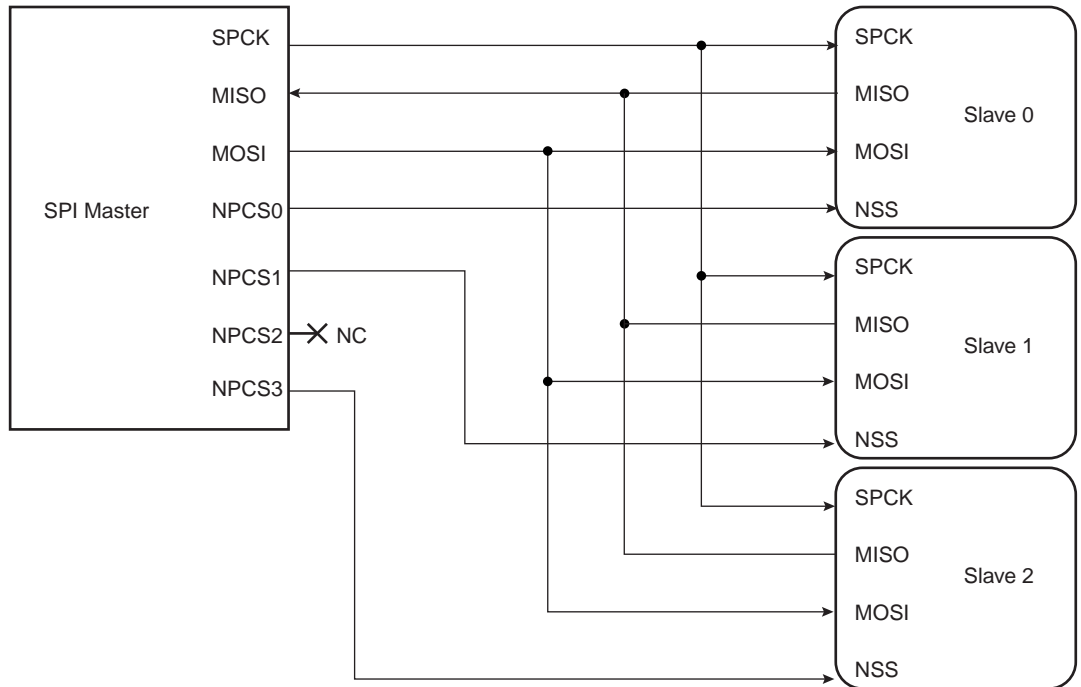 SPI Master
SPCK
MISO
MOSI
NPCS0
NPCS1
NPCS2
NC
NPCS3
SPCK
MISO
Slave 0
MOSI
NSS
SPCK
MISO
Slave 1
MOSI
NSS
SPCK
MISO
Slave 2
MOSI
NSS